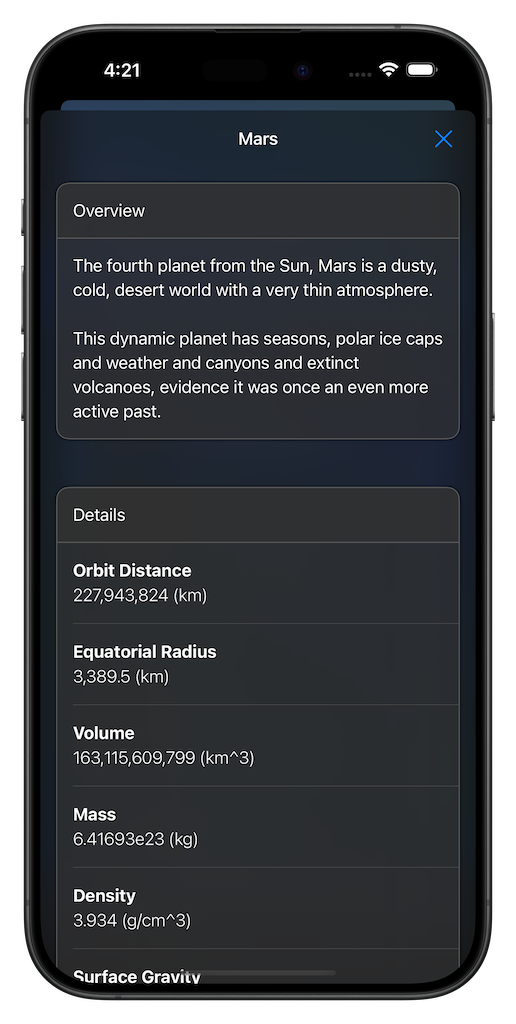 4:21
Mars
Overview
The fourth planet from the Sun, Mars is a dusty,
cold, desert world with a very thin atmosphere.
This dynamic planet has seasons, polar ice caps
and weather and canyons and extinct
volcanoes, evidence it was once an even more
active past.
Details
Orbit Distance
227,943,824 (km)
Equatorial Radius
3,389.5 (km)
Volume
163,115,609,799 (km^3)
Mass
6.41693e23 (kg)
Density
3.934 (g/cm^3)
Surface Gravity